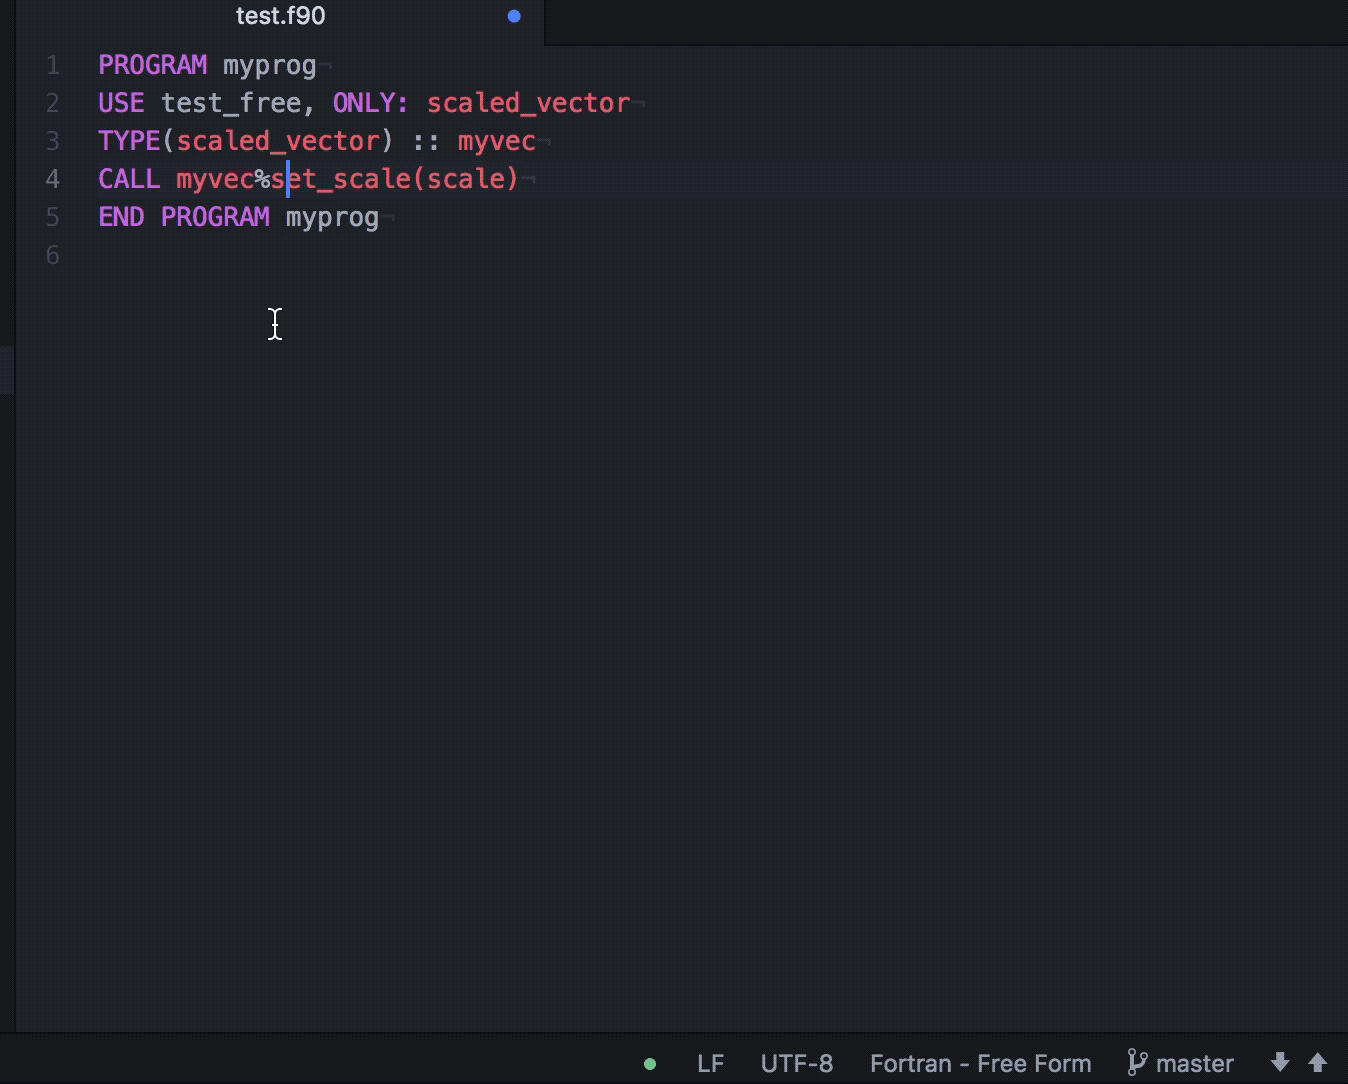 test.f90
1 PROGRAM myprog¬
2 USE test_free, ONLY: scaled_vector¬
3 TYPE(scaled_vector) :: myvec¬
4 CALL myvec%set_scale(scale)¬
5 END PROGRAM myprog¬
6
LF UTF-8 Fortran - Free Form master